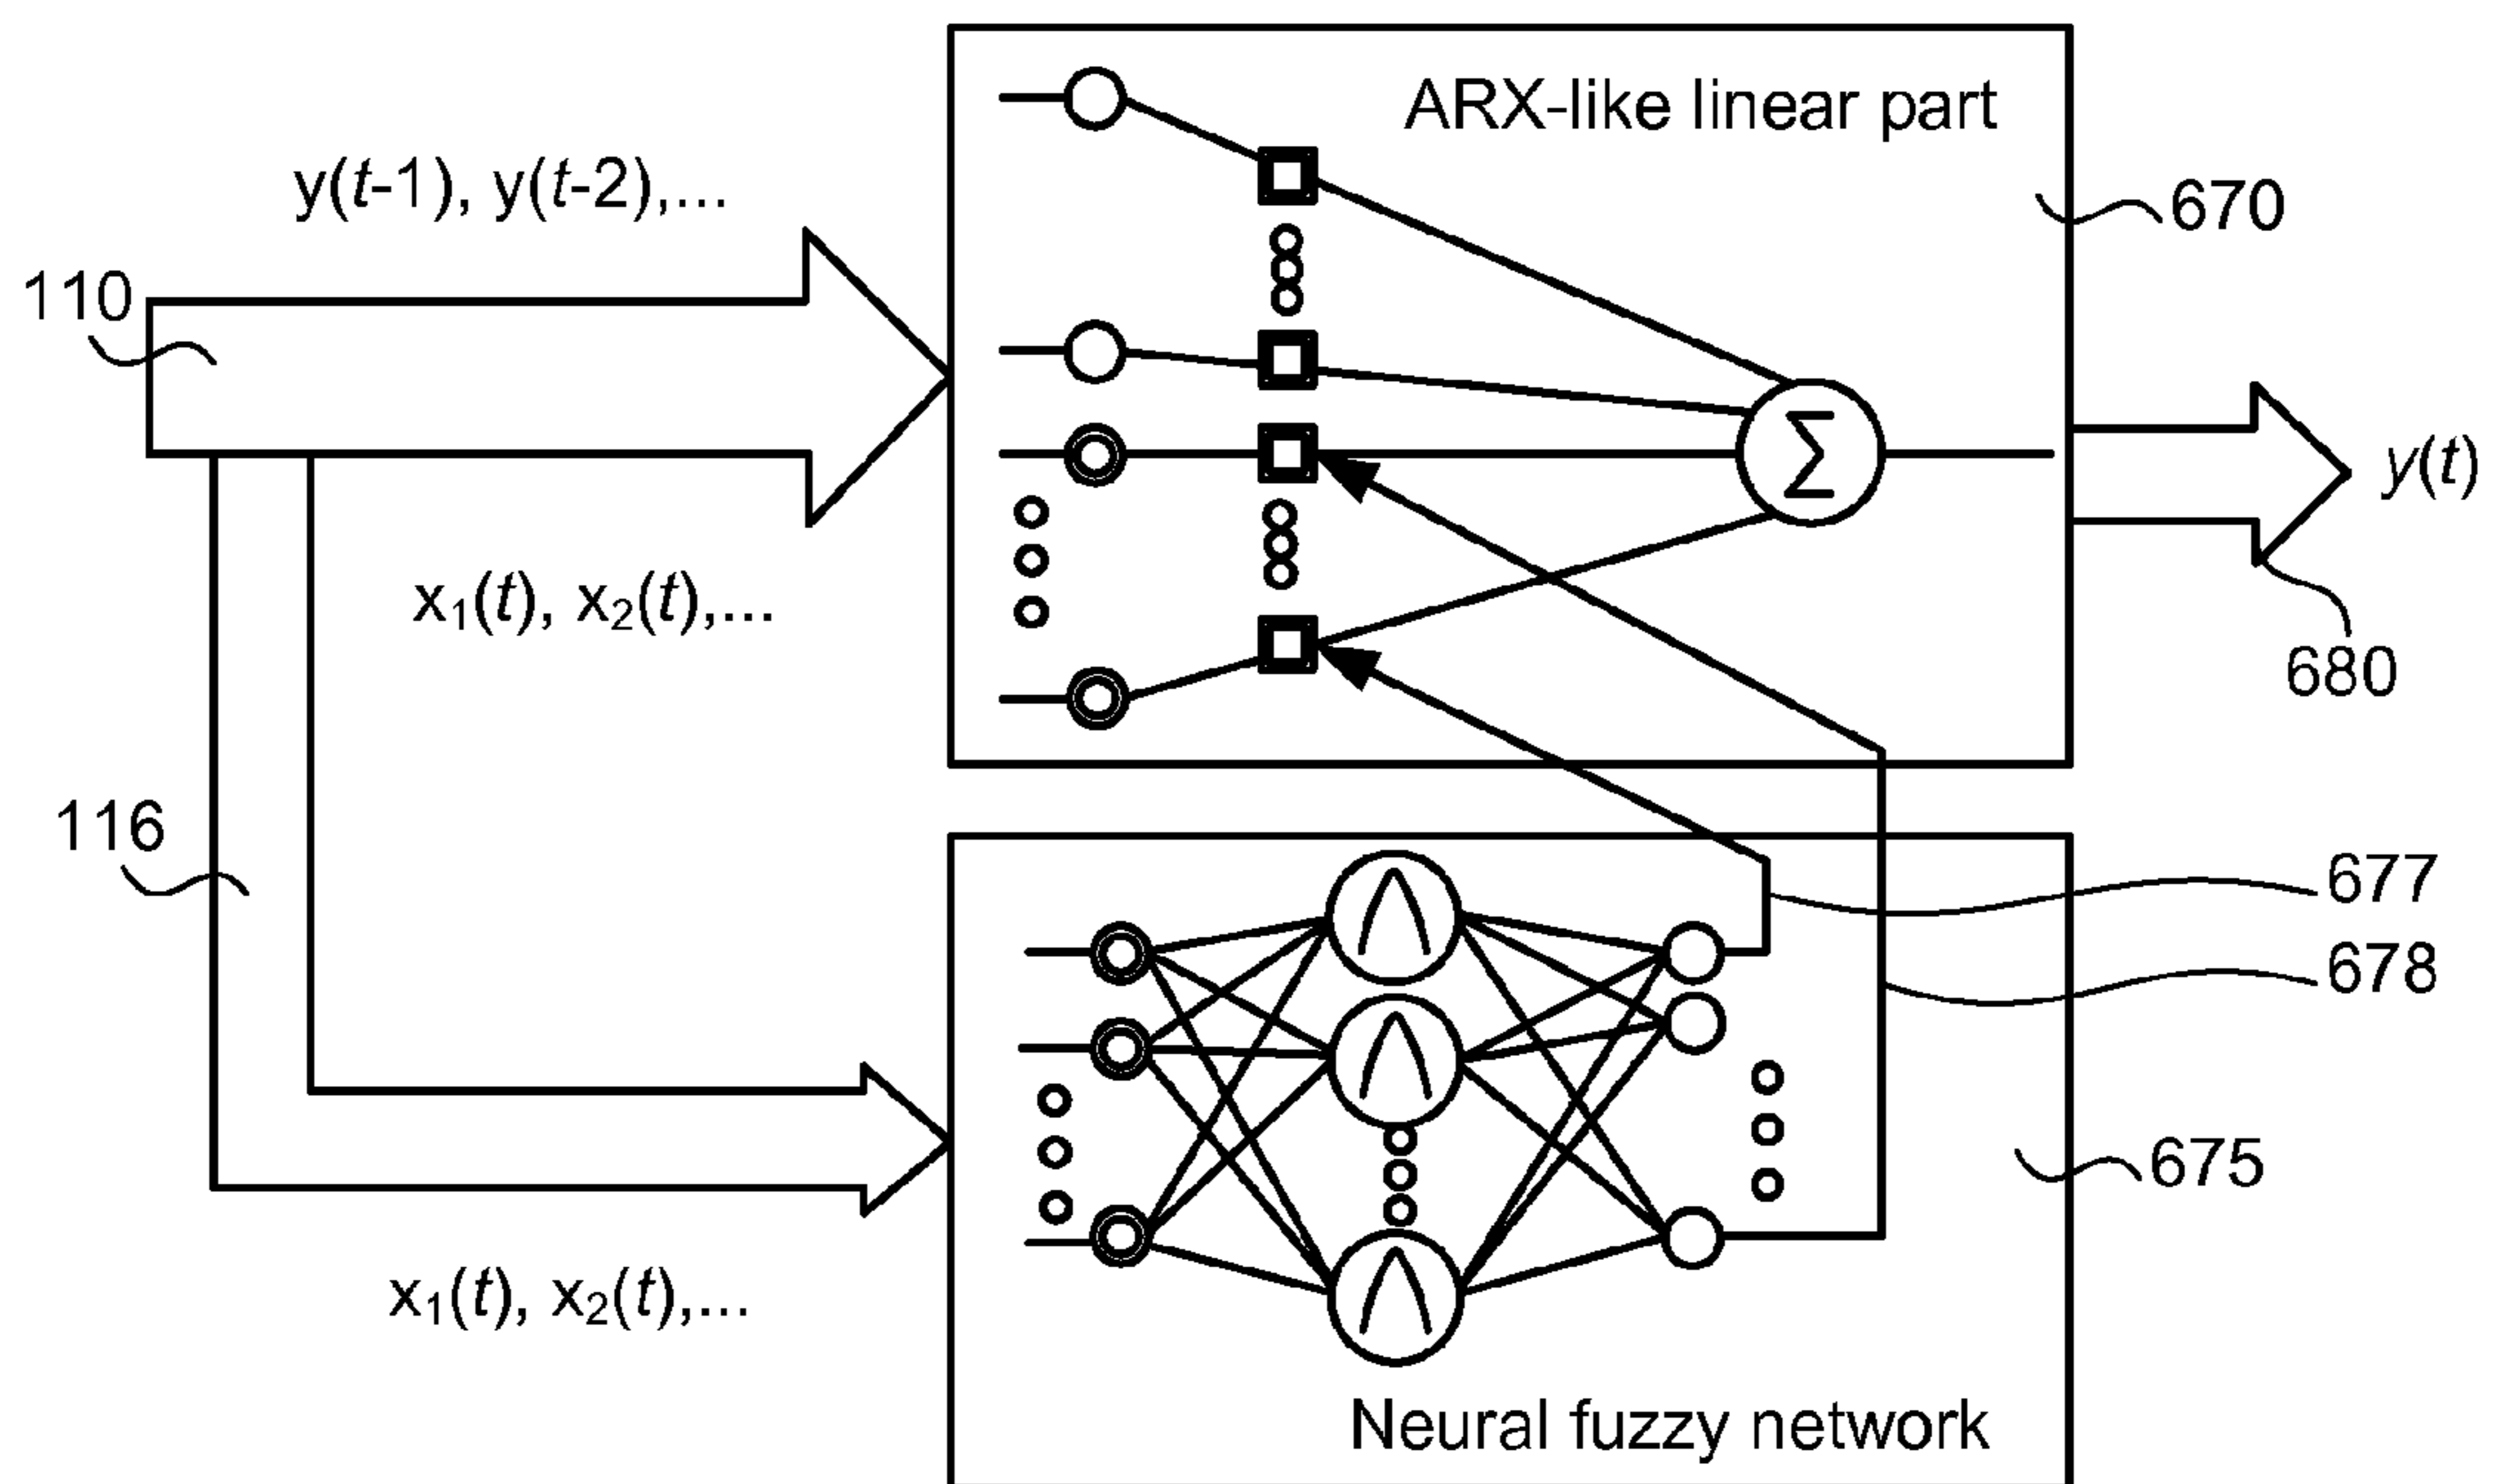 ARX-like linear part
y(t-1), y(t-2),...
670
110
Σ
y(t)
x₁(t), x₂(t),...
680
116
677
678
675
x₁(t), x₂(t),...
Neural fuzzy network